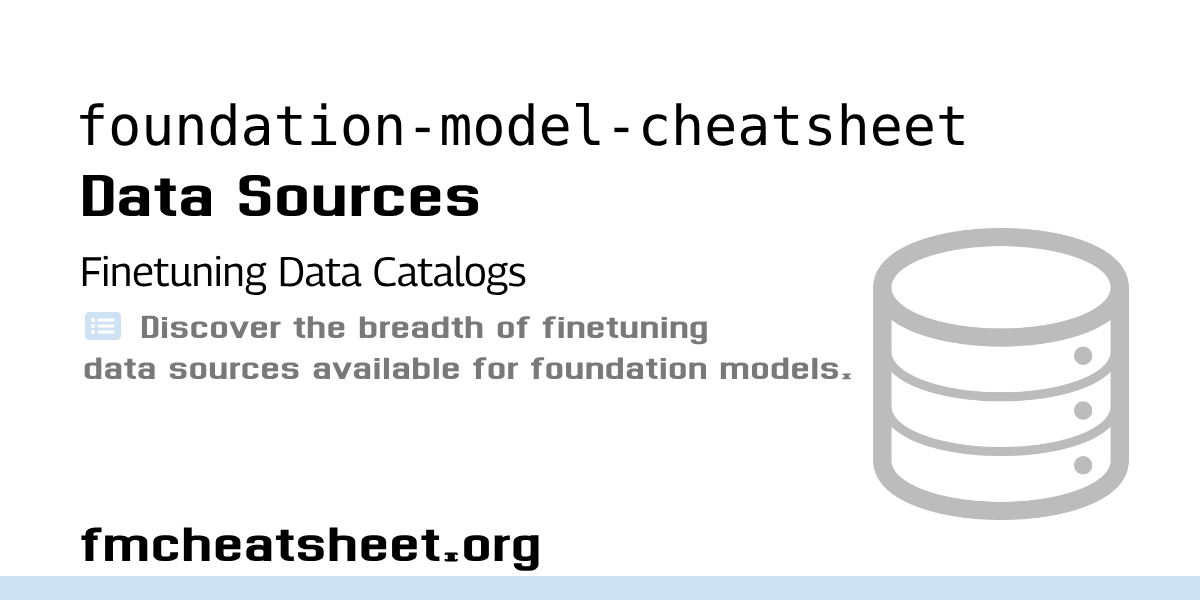 foundation-model-cheatsheet
Data Sources
Finetuning Data Catalogs
Discover the breadth of finetuning
data sources available for foundation models.
fmcheatsheet.org